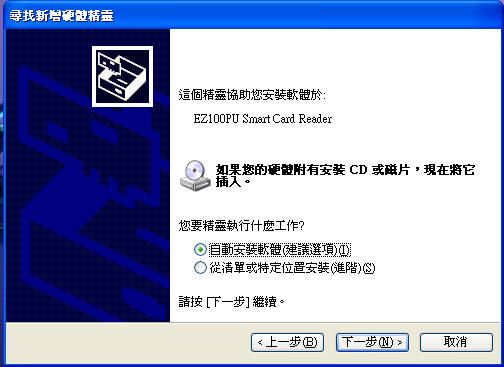 尋找新增硬體精靈
這個精靈協助您安裝軟體於:
EZ100PU Smart Card Reader
如果您的硬體附有安裝 CD 或磁片，現在將它
插入。
您要精靈執行什麼工作?
自動安裝軟體(建議選項)(I)
從清單或特定位置安裝(進階)(S)
請按 [下一步] 繼續。
< 上一步(B) 下一步(N) > 取消